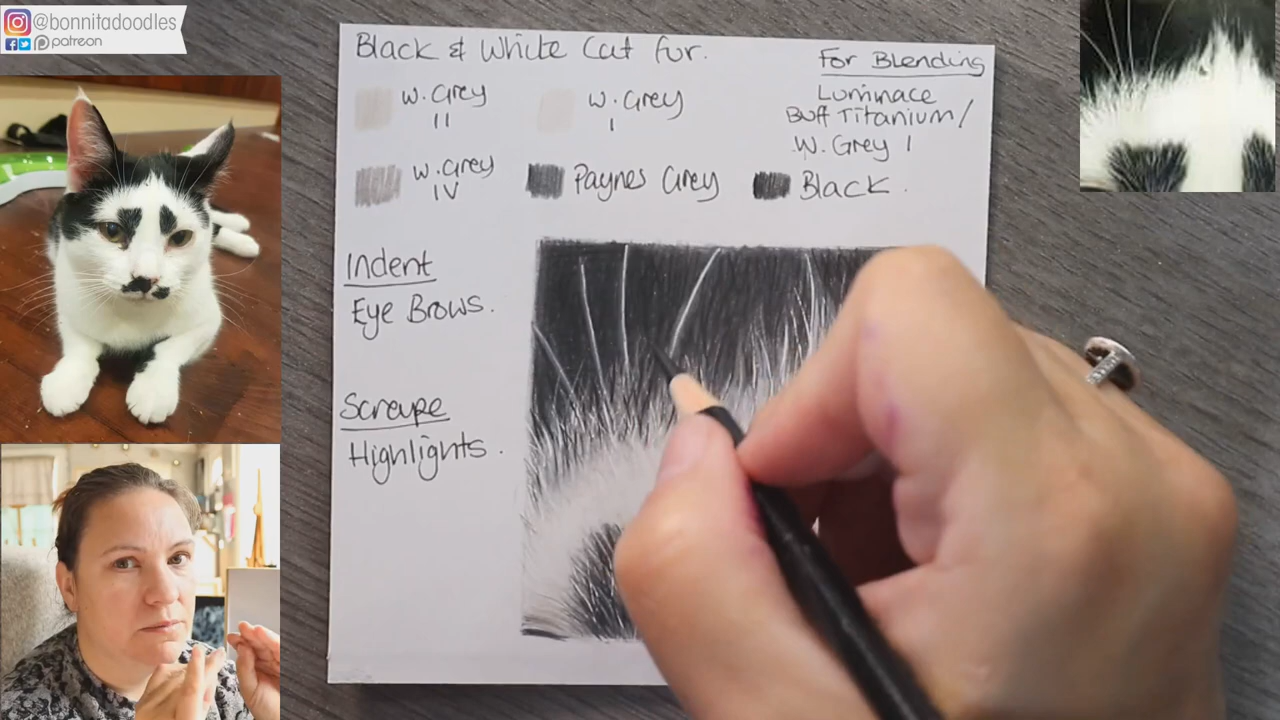 @bonnitadoodles
patreon
Black & White Cat fur.
For Blending
W. Grey
II
W. Grey
I
Luminace
Buff Titanium/
W. Grey I
W. Grey
IV
Paynes Grey
Black.
Indent
Eye Brows.
Scrape
Highlights.